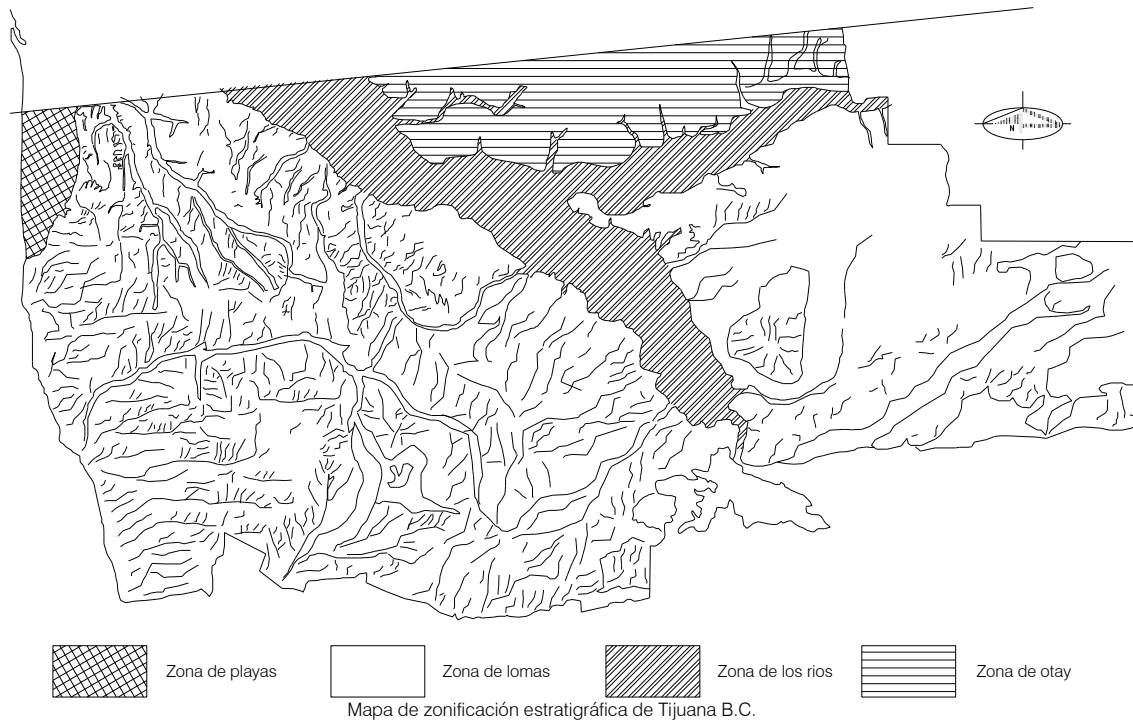 N
Zona de playas
Zona de lomas
Zona de los rios
Zona de otay
Mapa de zonificación estratigráfica de Tijuana B.C.